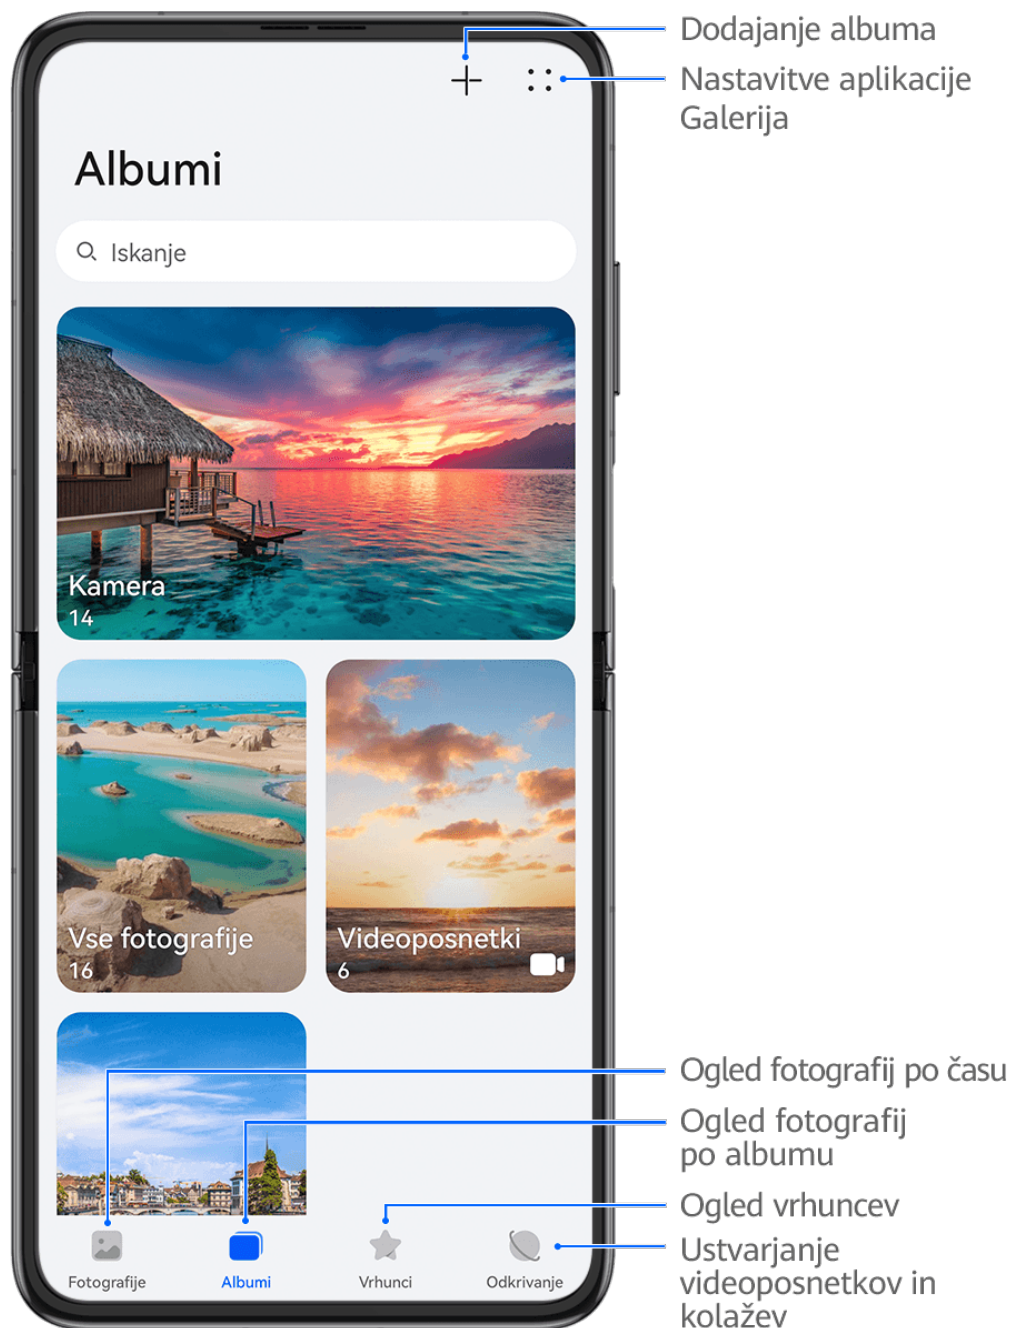 Dodajanje albuma
Nastavitve aplikacije
Galerija
Albumi
Iskanje
Kamera
14
Vse fotografije
16
Videoposnetki
6
Ogled fotografij po času
Ogled fotografij
po albumu
Ogled vrhuncev
Ustvarjanje
videoposnetkov in
kolažev
Fotografije
Albumi
Vrhunci
Odkrivanje